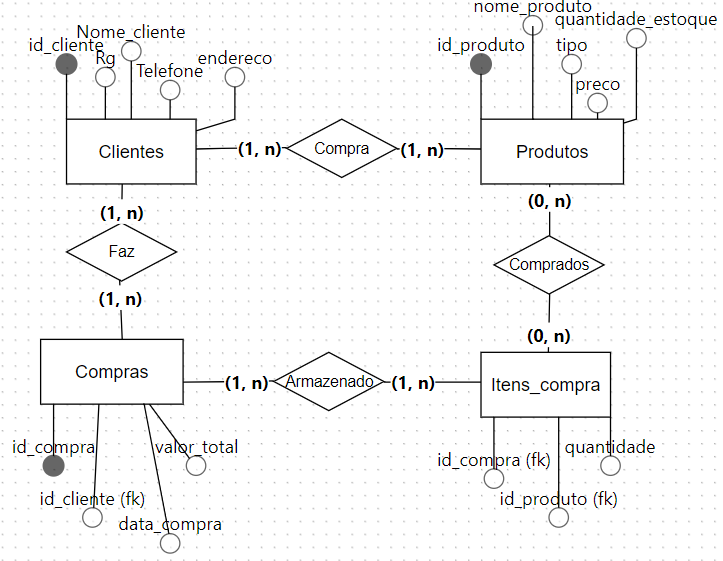 nome_produto
quantidade_estoque
Nome_cliente
id_cliente
id_produto
tipo
Rg
endereco
Telefone
preco
Clientes
(1, n)
Compra
(1, n)
Produtos
(1, n)
(0, n)
Faz
Comprados
(1, n)
(0, n)
Compras
(1, n)
Armazenado
(1, n)
Itens_compra
id_compra
valor_total
id_compra (fk)
quantidade
id_cliente (fk)
id_produto (fk)
data_compra